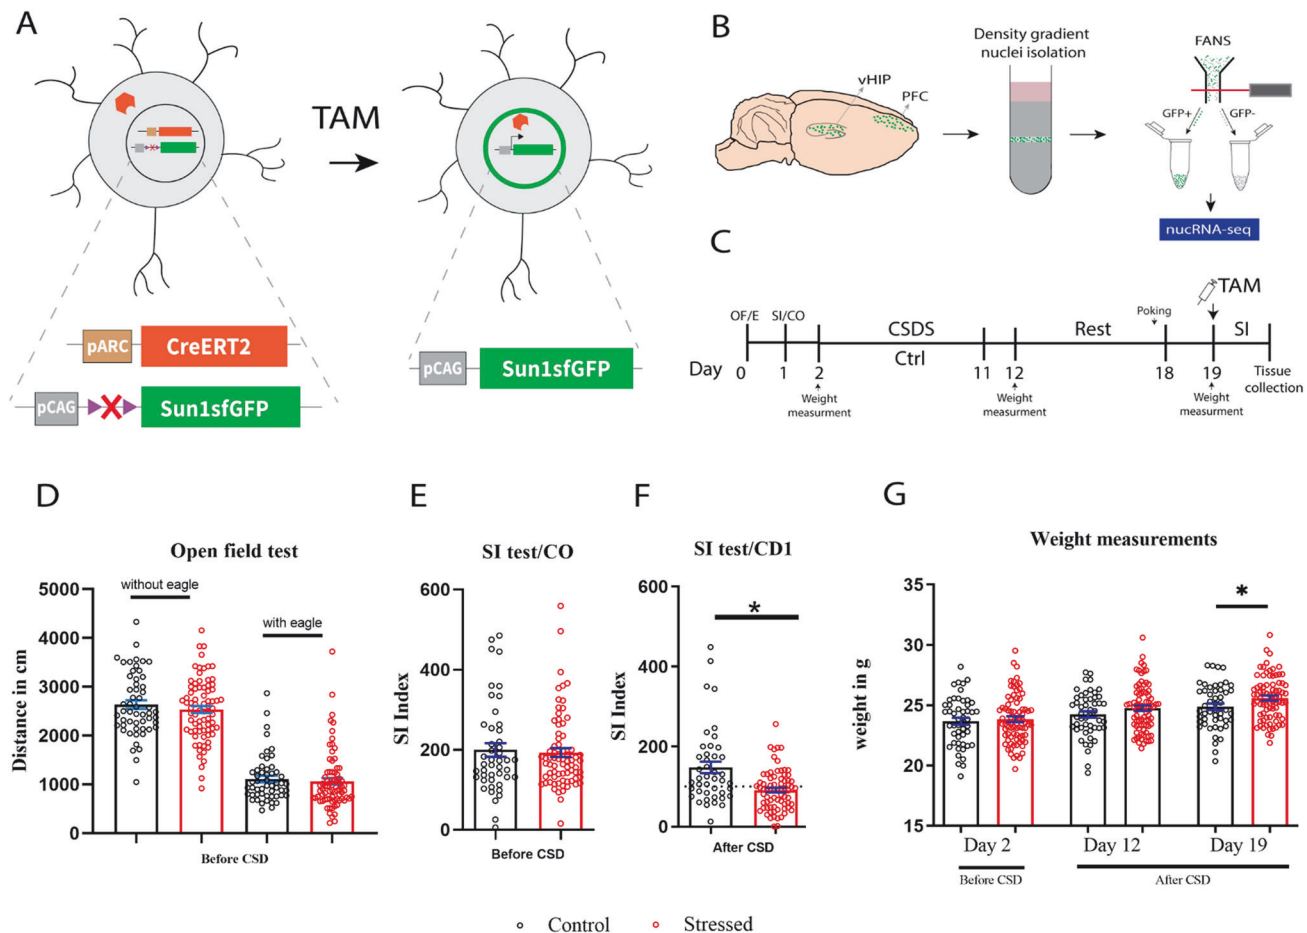 A
TAM
pARC
CreERT2
pCAG
Sun1sfGFP
pCAG
Sun1sfGFP
B
vHIP
PFC
Density gradient
nuclei isolation
FANS
GFP+
GFP-
nucRNA-seq
C
TAM
OF/E
SI/CO
CSDS
Rest
Poking
SI
Ctrl
Day
0
1
2
11
12
18
19
Tissue
collection
Weight
measurment
Weight
measurment
Weight
measurment
D
Open field test
without eagle
with eagle
Distance in cm
5000
4000
3000
2000
1000
0
Before CSD
E
SI test/CO
SI Index
600
400
200
0
Before CSD
F
SI test/CD1
*
SI Index
600
400
200
0
After CSD
G
Weight measurements
*
weight in g
35
30
25
20
15
Day 2
Day 12
Day 19
Before CSD
After CSD
Control
Stressed